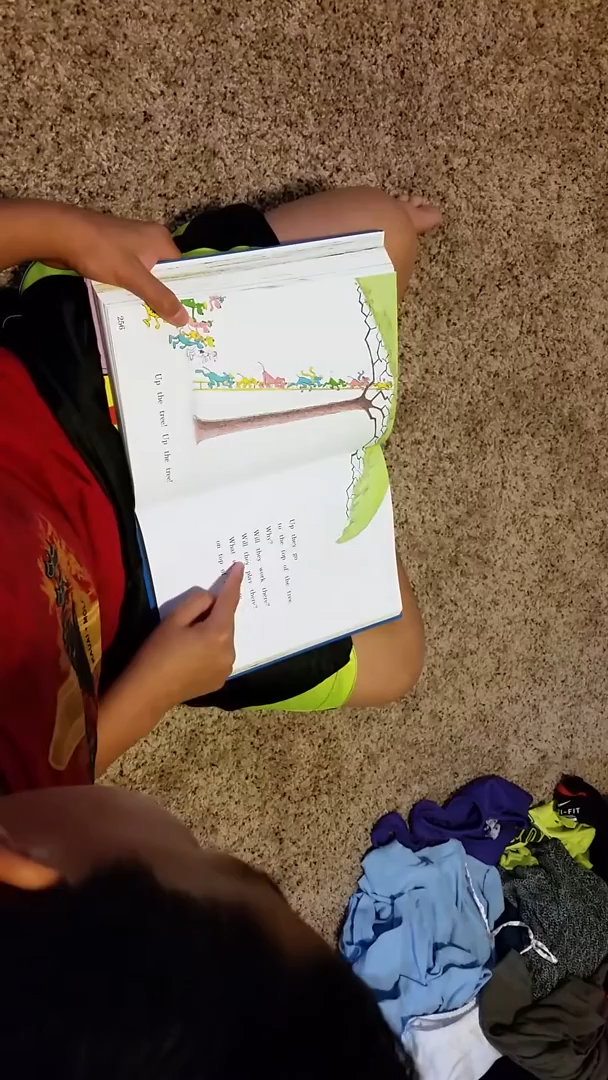 256
Up the tree! Up the tree!
Up they go
to the top of the tree
Why?
Will they work there?
Will they play there?
What
on top
FIT